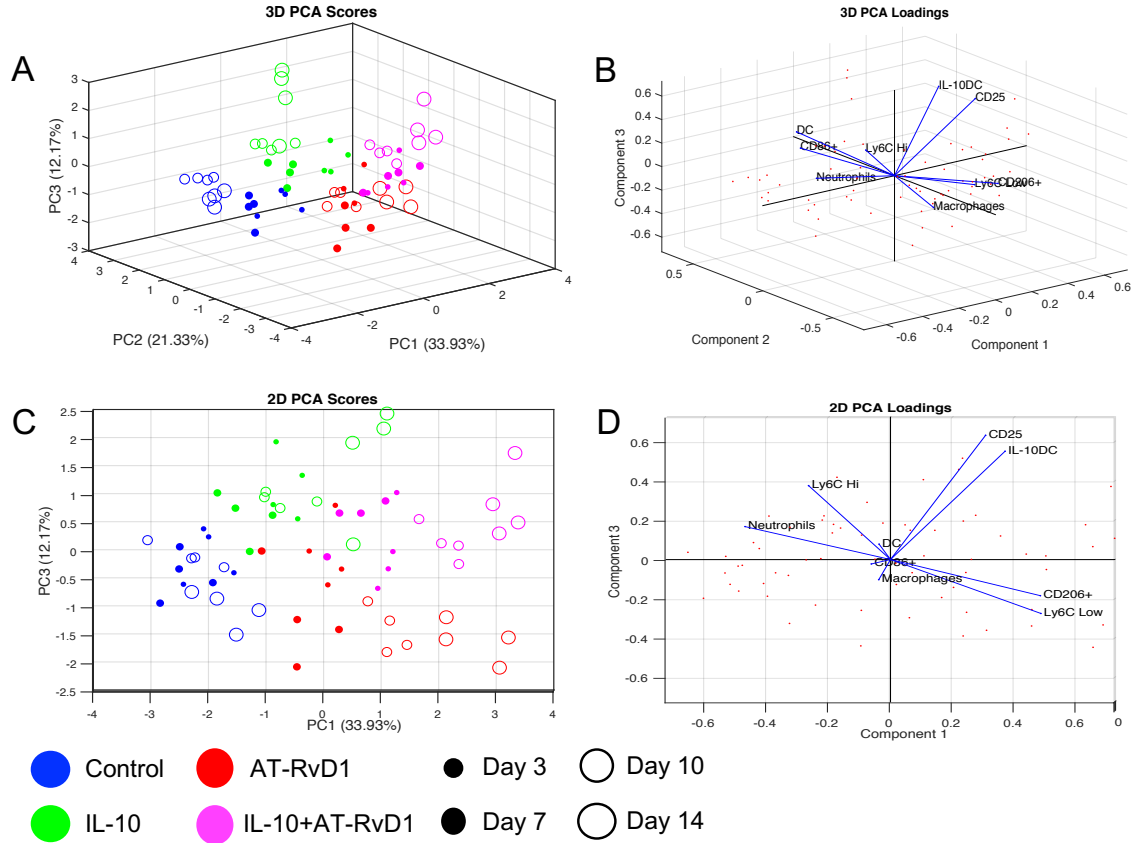 3D PCA Scores
A
3
2
1
0
-1
-2
-3
PC3 (12.17%)
4
3
2
1
0
-1
-2
-3
-4
PC2 (21.33%)
-4
-2
0
2
4
PC1 (33.93%)
3D PCA Loadings
B
IL-10DC
CD25
DC
CD86+
Ly6C Hi
Neutrophils
Ly6C Low
CD206+
Macrophages
0.6
0.4
0.2
0
-0.2
-0.4
-0.6
Component 3
0.5
0
-0.5
Component 2
-0.6
-0.4
-0.2
0
0.2
0.4
0.6
Component 1
2D PCA Scores
C
2.5
2
1.5
1
0.5
0
-0.5
-1
-1.5
-2
-2.5
PC3 (12.17%)
-4
-3
-2
-1
0
1
2
3
4
PC1 (33.93%)
2D PCA Loadings
D
CD25
IL-10DC
Ly6C Hi
Neutrophils
DC
CD86+
Macrophages
CD206+
Ly6C Low
0.6
0.4
0.2
0
-0.2
-0.4
-0.6
Component 3
-0.6
-0.4
-0.2
0
0.2
0.4
0.6
0
Component 1
Control
AT-RvD1
Day 3
Day 10
IL-10
IL-10+AT-RvD1
Day 7
Day 14